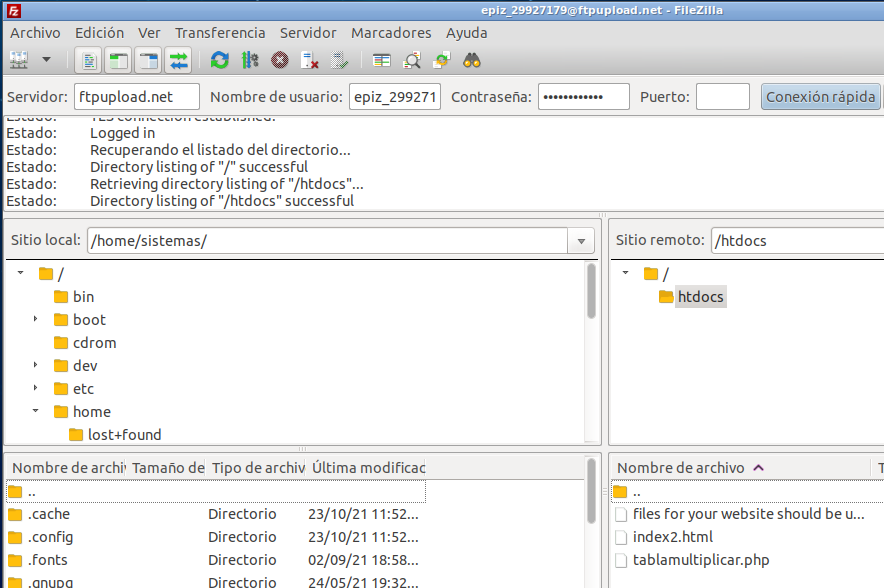 epiz_29927179@ftpupload.net - FileZilla
Archivo Edición Ver Transferencia Servidor Marcadores Ayuda
Servidor: ftpupload.net Nombre de usuario: epiz_299271 Contraseña: •••••••••••• Puerto: Conexión rápida
Estado: TLS connection established.
Estado: Logged in
Estado: Recuperando el listado del directorio...
Estado: Directory listing of "/" successful
Estado: Retrieving directory listing of "/htdocs"...
Estado: Directory listing of "/htdocs" successful
Sitio local: /home/sistemas/
/
bin
boot
cdrom
dev
etc
home
lost+found
Sitio remoto: /htdocs
/
htdocs
Nombre de archiv Tamaño de Tipo de archiv Última modificac
..
.cache Directorio 23/10/21 11:52...
.config Directorio 23/10/21 11:52...
.fonts Directorio 02/09/21 18:58...
.gnupg Directorio 24/05/21 19:32...
Nombre de archivo T
..
files for your website should be u...
index2.html
tablamultiplicar.php